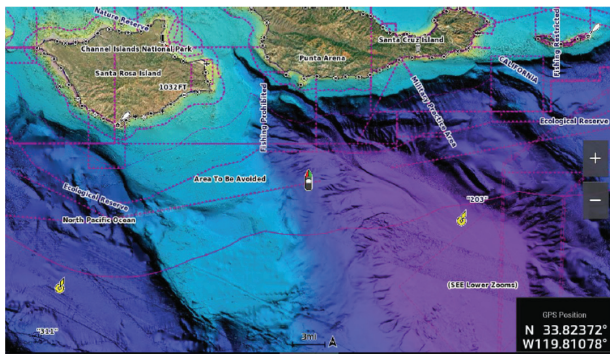 Nature Reserve
Santa Cruz Island
Channel Islands National Park
Punta Arena
Fishing Restricted
Santa Rosa Island
CALIFORNIA
1032FT
Fishing Prohibited
Military Practice Area
Ecological Reserve
Area To Be Avoided
+
Ecological Reserve
"203"
−
North Pacific Ocean
(SEE Lower Zooms)
GPS Position
"511"
3mi
N 33.82372°
W119.81078°